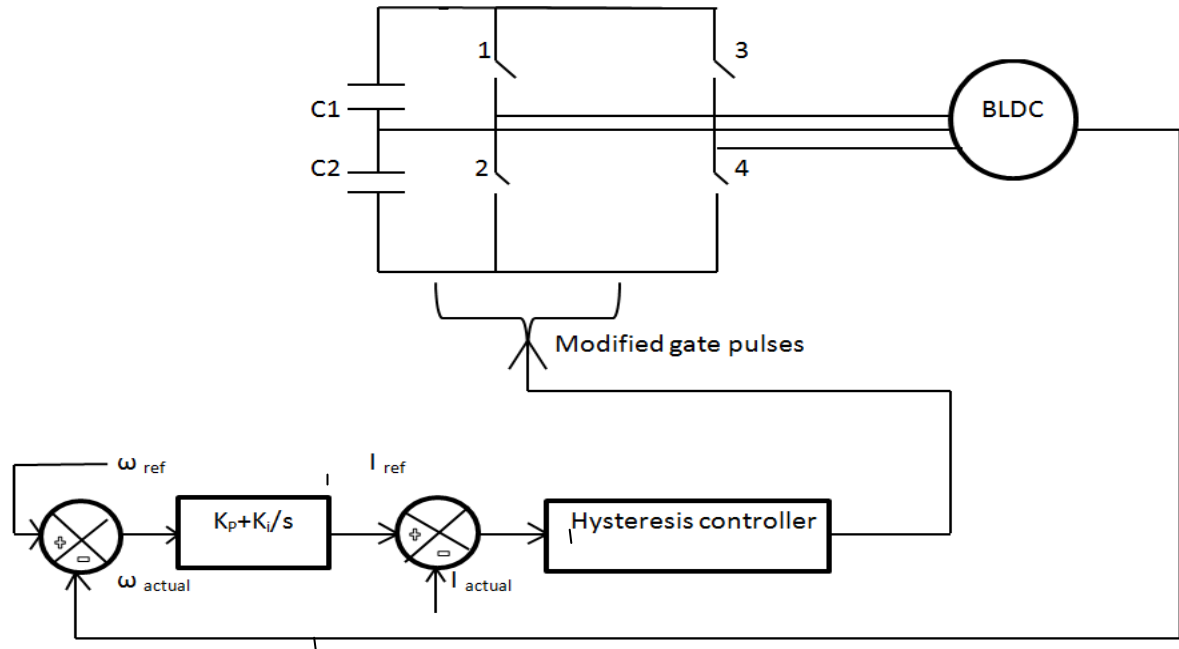 1
3
C1
BLDC
C2
2
4
Modified gate pulses
ω ref
I ref
Kₚ+Kᵢ/s
Hysteresis controller
ω actual
I actual